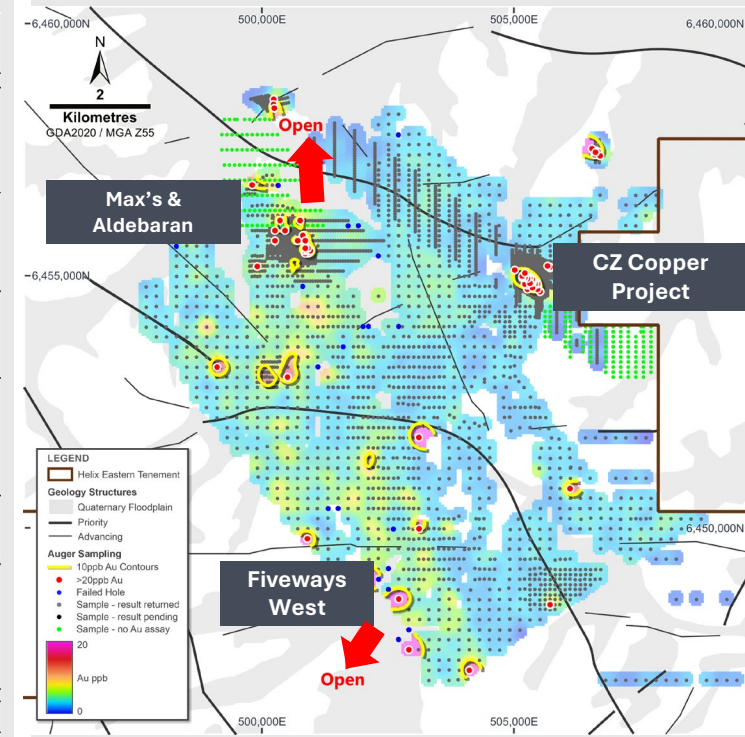 6,460,000N
500,000E
505,000E
6,460,000N
N
2
Kilometres
GDA2020 / MGA Z55
Open
Max's &
Aldebaran
6,455,000N
CZ Copper
Project
LEGEND
Helix Eastern Tenement
Geology Structures
Quaternary Floodplain
Priority
Advancing
Auger Sampling
10ppb Au Contours
>20ppb Au
Failed Hole
Sample - result returned
Sample - result pending
Sample - no Au assay
20
Au ppb
0
6,450,000N
Fiveways
West
Open
500,000E
505,000E